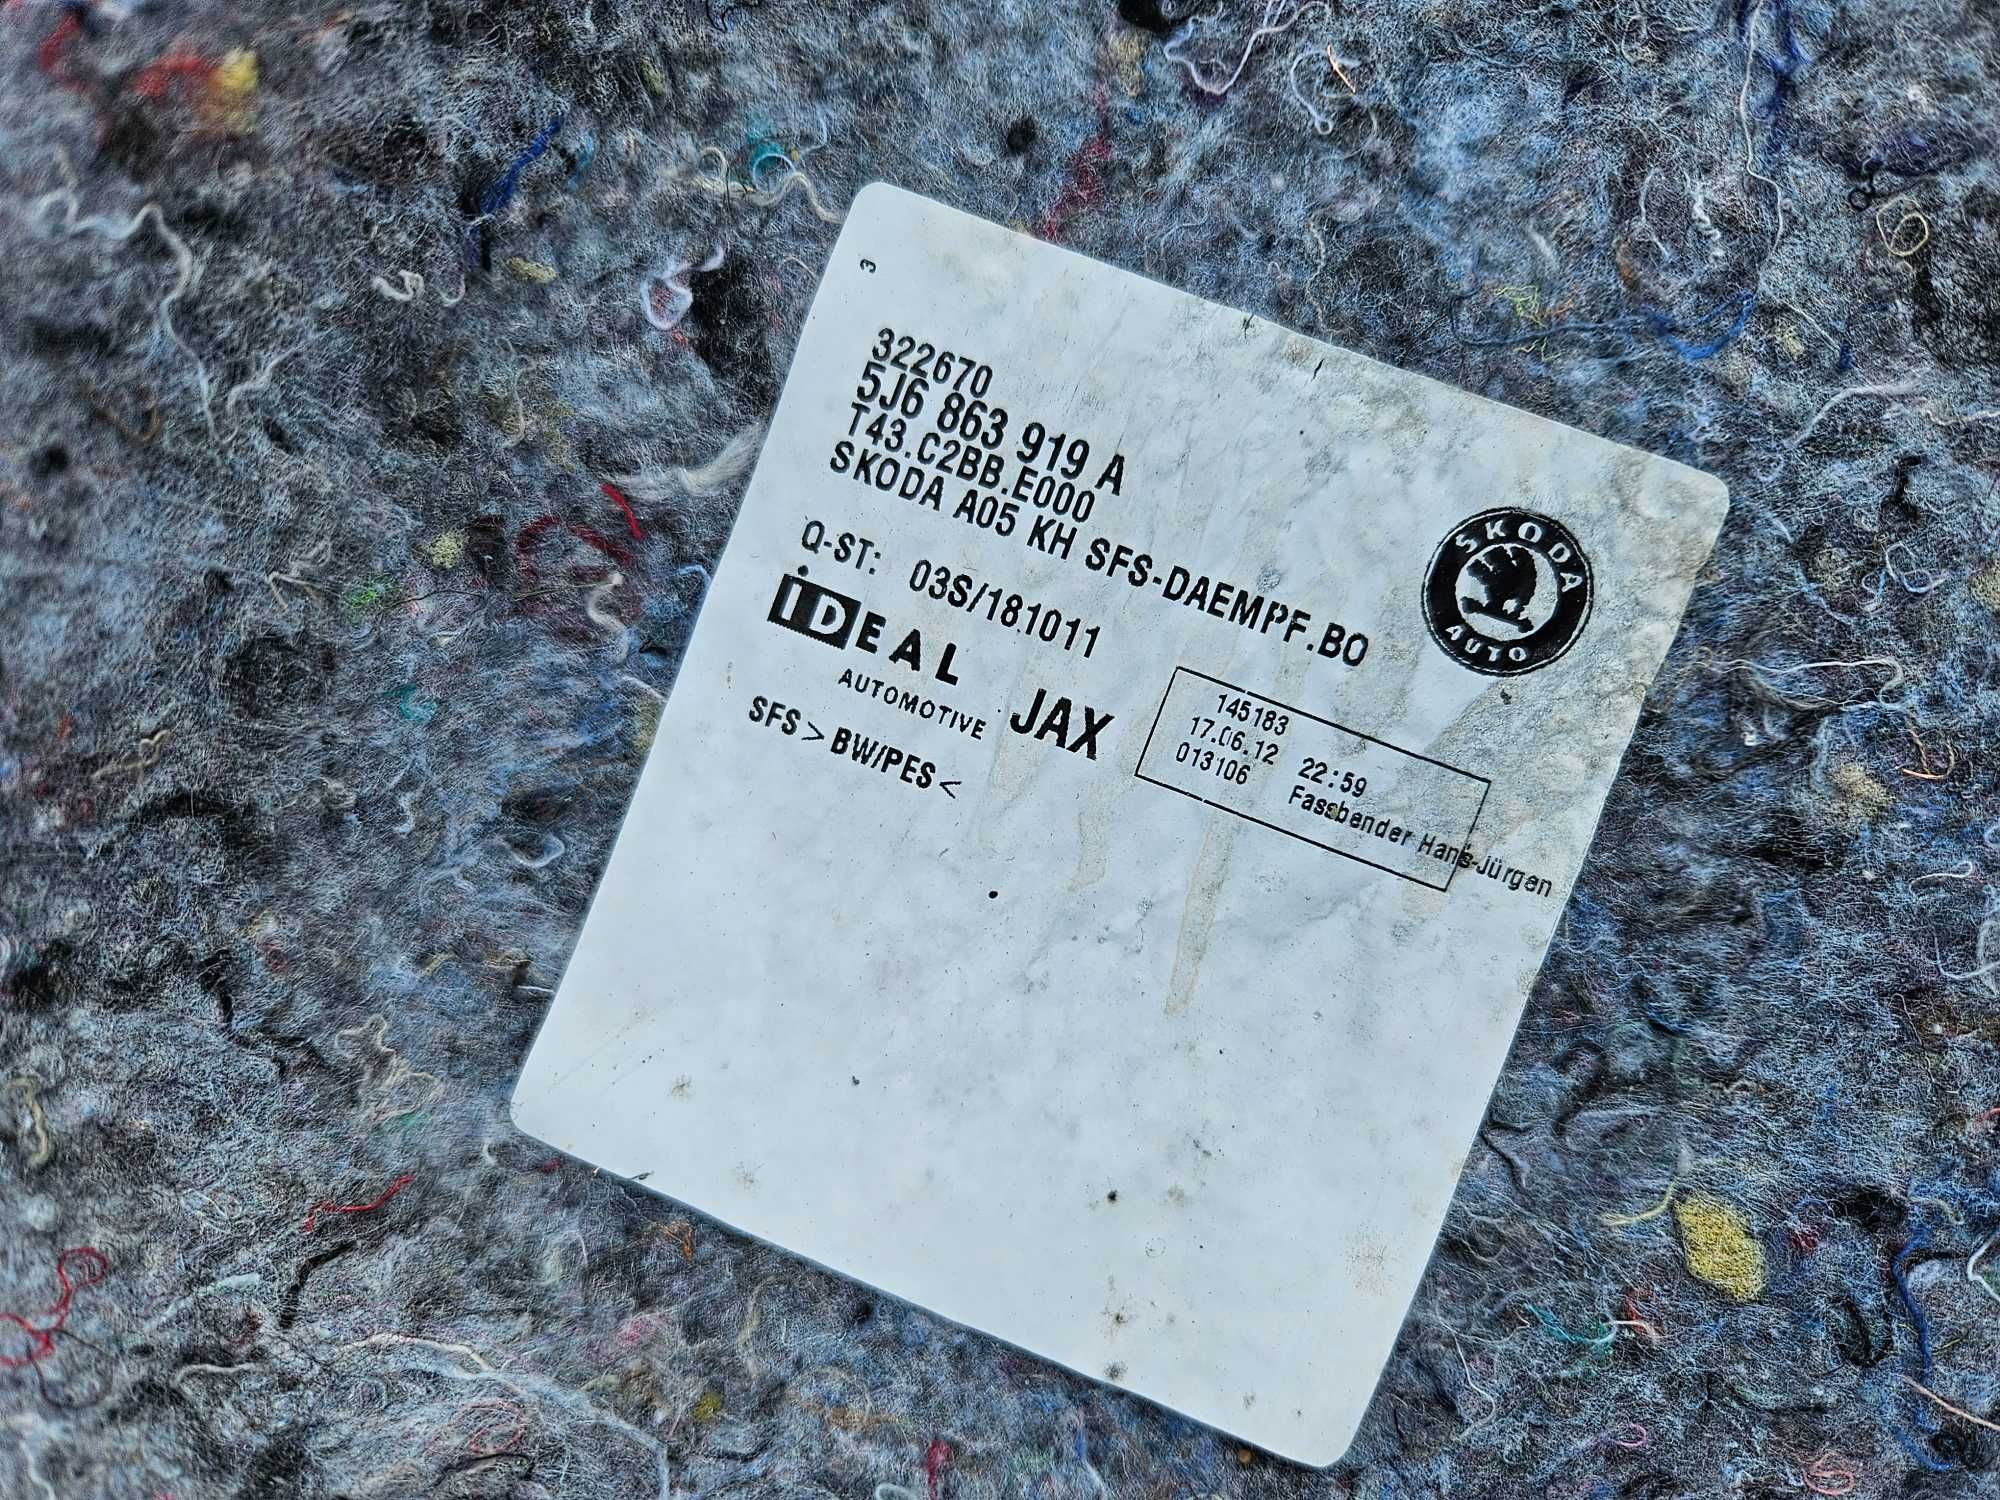 3
322670
5J6 863 919 A
T43.C2BB.E000
SKODA A05 KH SFS-DAEMPF.BO
Q-ST: 03S/181011
SKODA
AUTO
iDEAL
AUTOMOTIVE
JAX
SFS>BW/PES<
145183
17.06.12 22:59
013106 Fassbender Hans-Jürgen